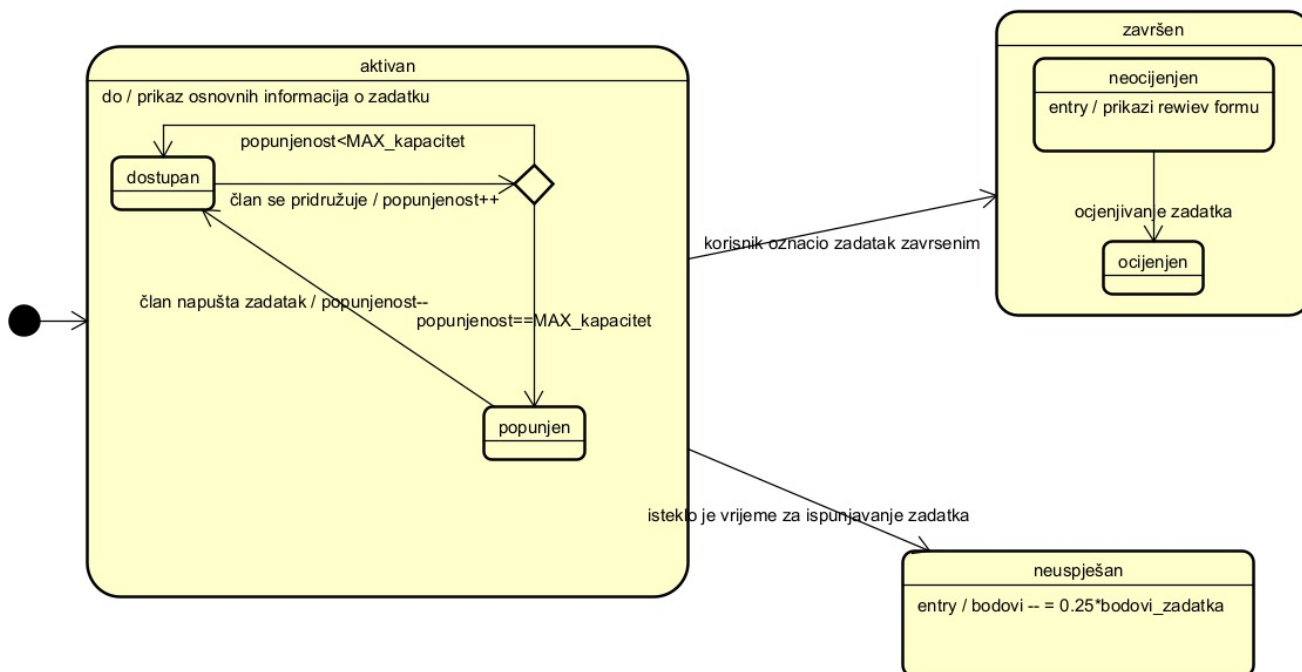 aktivan
do / prikaz osnovnih informacija o zadatku
popunjenost<MAX_kapacitet
dostupan
član se pridružuje / popunjenost++
član napušta zadatak / popunjenost--
popunjenost==MAX_kapacitet
popunjen
korisnik oznacio zadatak zavrsenim
završen
neocijenjen
entry / prikazi rewiev formu
ocjenjivanje zadatka
ocijenjen
isteklo je vrijeme za ispunjavanje zadatka
neuspješan
entry / bodovi -- = 0.25*bodovi_zadatka